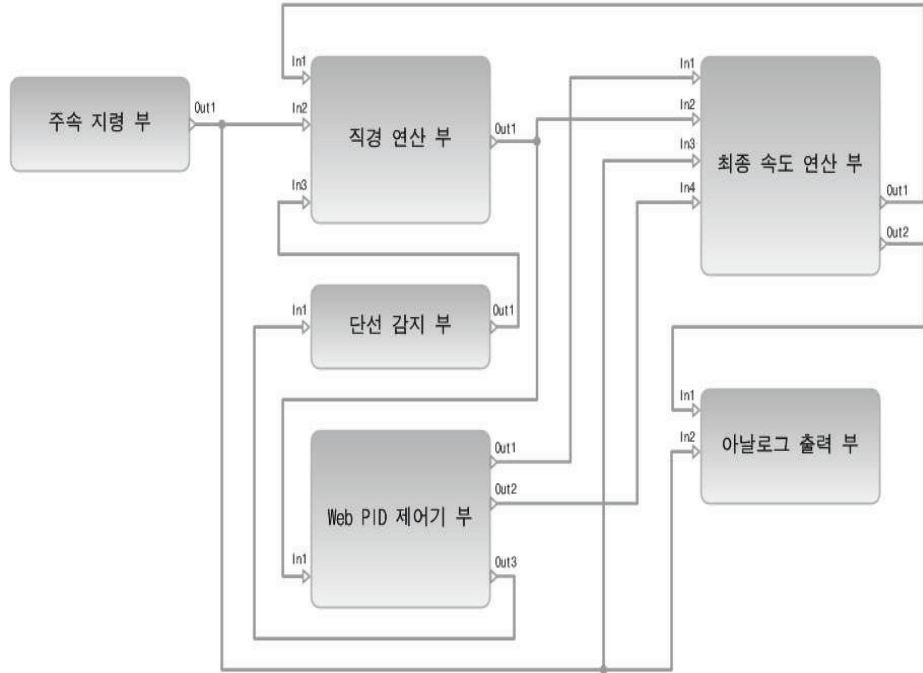 주속 지령 부
Out1
In1
In2
In3
직경 연산 부
Out1
In1
In2
In3
In4
최종 속도 연산 부
Out1
Out2
In1
단선 감지 부
Out1
In1
Web PID 제어기 부
Out1
Out2
Out3
In1
In2
아날로그 출력 부